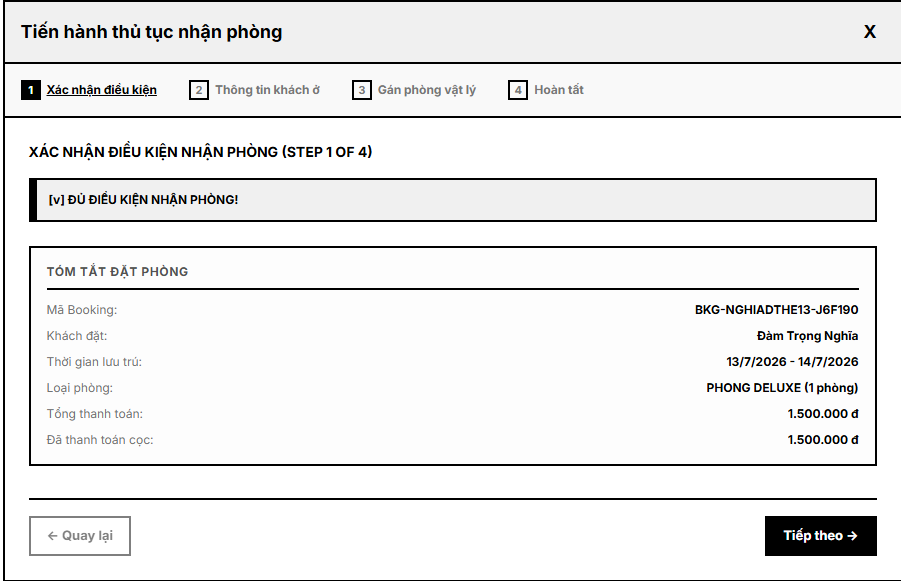 Tiến hành thủ tục nhận phòng X
1 Xác nhận điều kiện 2 Thông tin khách ở 3 Gán phòng vật lý 4 Hoàn tất
XÁC NHẬN ĐIỀU KIỆN NHẬN PHÒNG (STEP 1 OF 4)
[v] ĐỦ ĐIỀU KIỆN NHẬN PHÒNG!
TÓM TẮT ĐẶT PHÒNG
Mã Booking: BKG-NGHIADTHE13-J6F190
Khách đặt: Đàm Trọng Nghĩa
Thời gian lưu trú: 13/7/2026 - 14/7/2026
Loại phòng: PHONG DELUXE (1 phòng)
Tổng thanh toán: 1.500.000 đ
Đã thanh toán cọc: 1.500.000 đ
← Quay lại Tiếp theo →